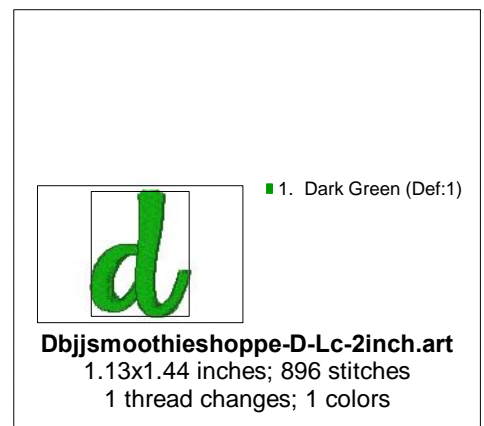 1. Dark Green (Def:1)
d
Dbjjsmoothieshoppe-D-Lc-2inch.art
1.13x1.44 inches; 896 stitches
1 thread changes; 1 colors